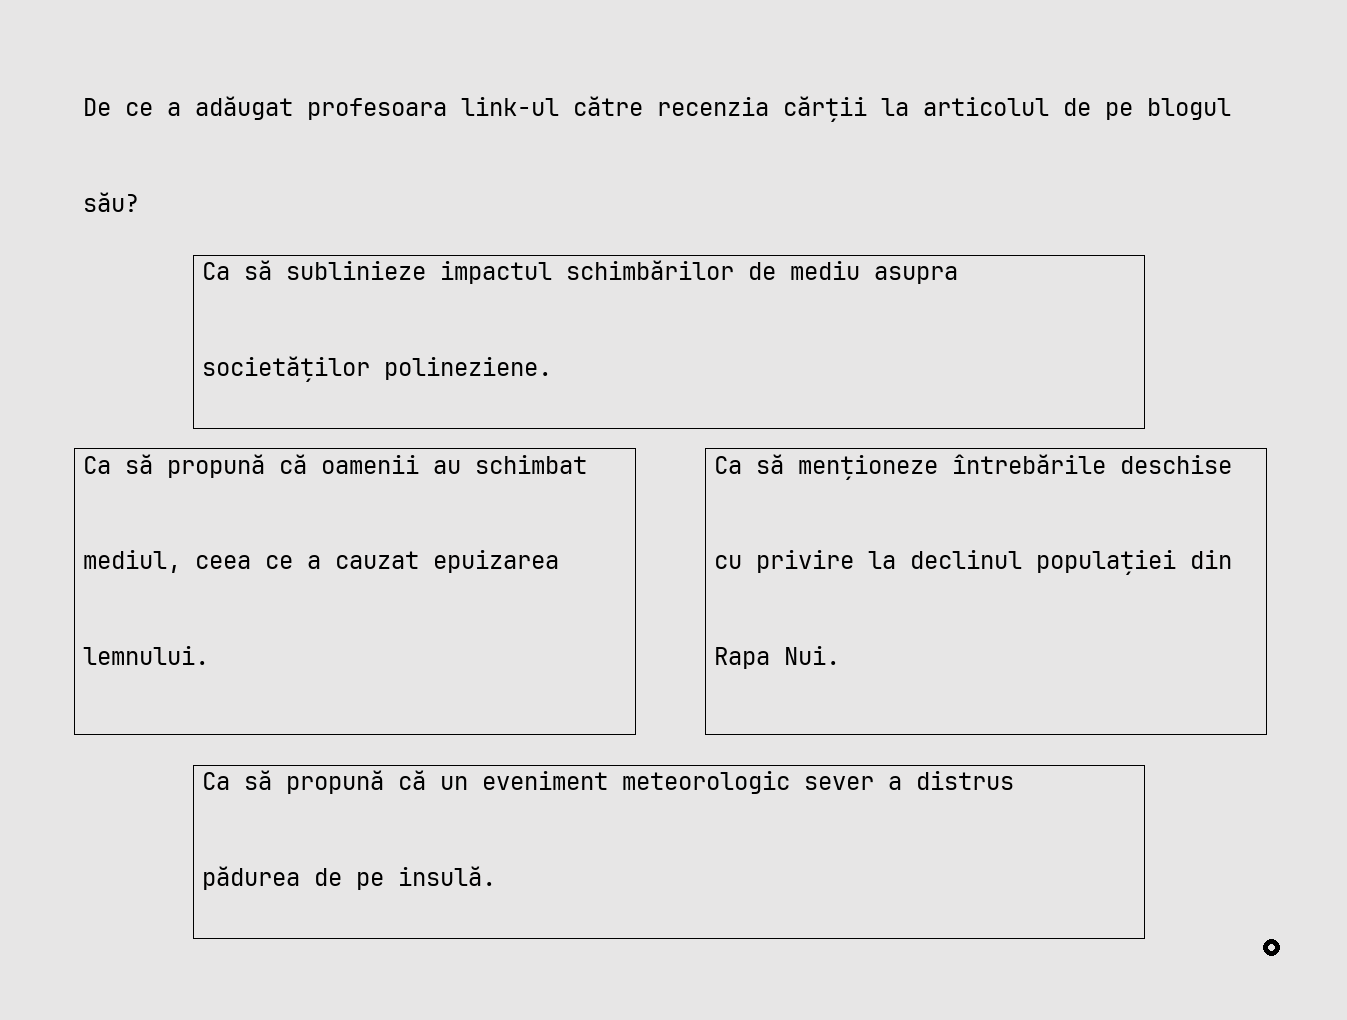 De ce a adăugat profesoara link-ul către recenzia cărții la articolul de pe blogul
său?
Ca să sublinieze impactul schimbărilor de mediu asupra
societăților polineziene.
Ca să propună că oamenii au schimbat
mediul, ceea ce a cauzat epuizarea
lemnului.
Ca să menționeze întrebările deschise
cu privire la declinul populației din
Rapa Nui.
Ca să propună că un eveniment meteorologic sever a distrus
pădurea de pe insulă.